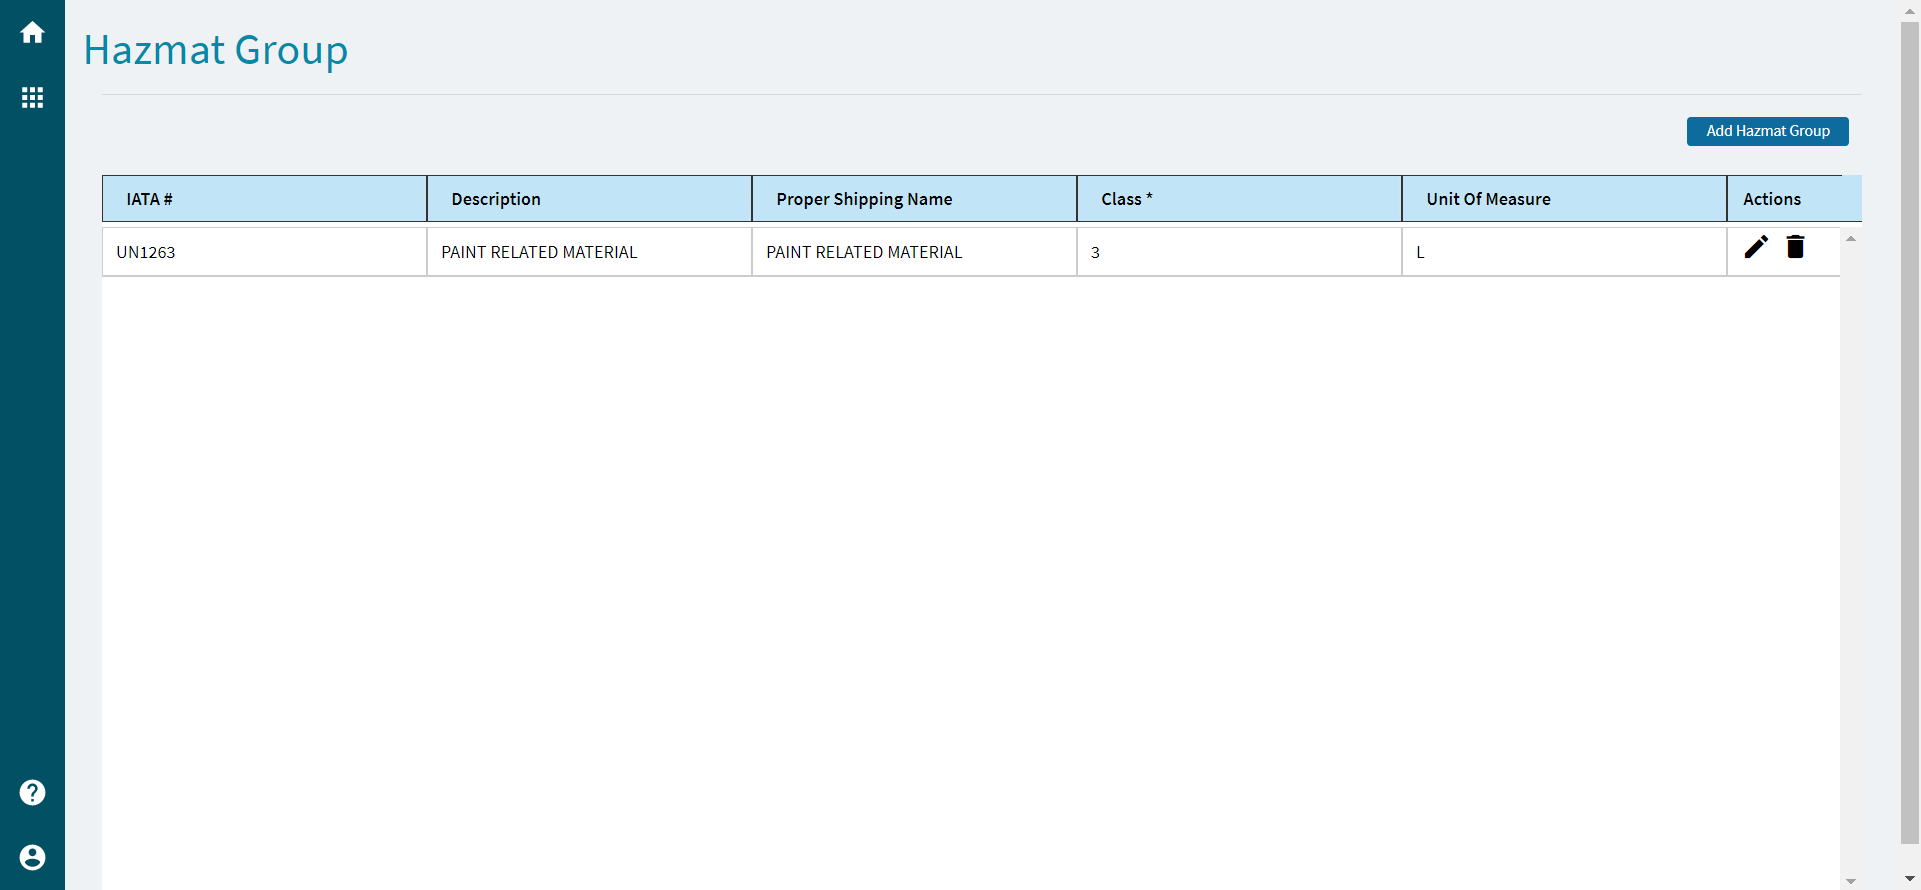 Hazmat Group
Add Hazmat Group
IATA # Description Proper Shipping Name Class * Unit Of Measure Actions
UN1263 PAINT RELATED MATERIAL PAINT RELATED MATERIAL 3 L